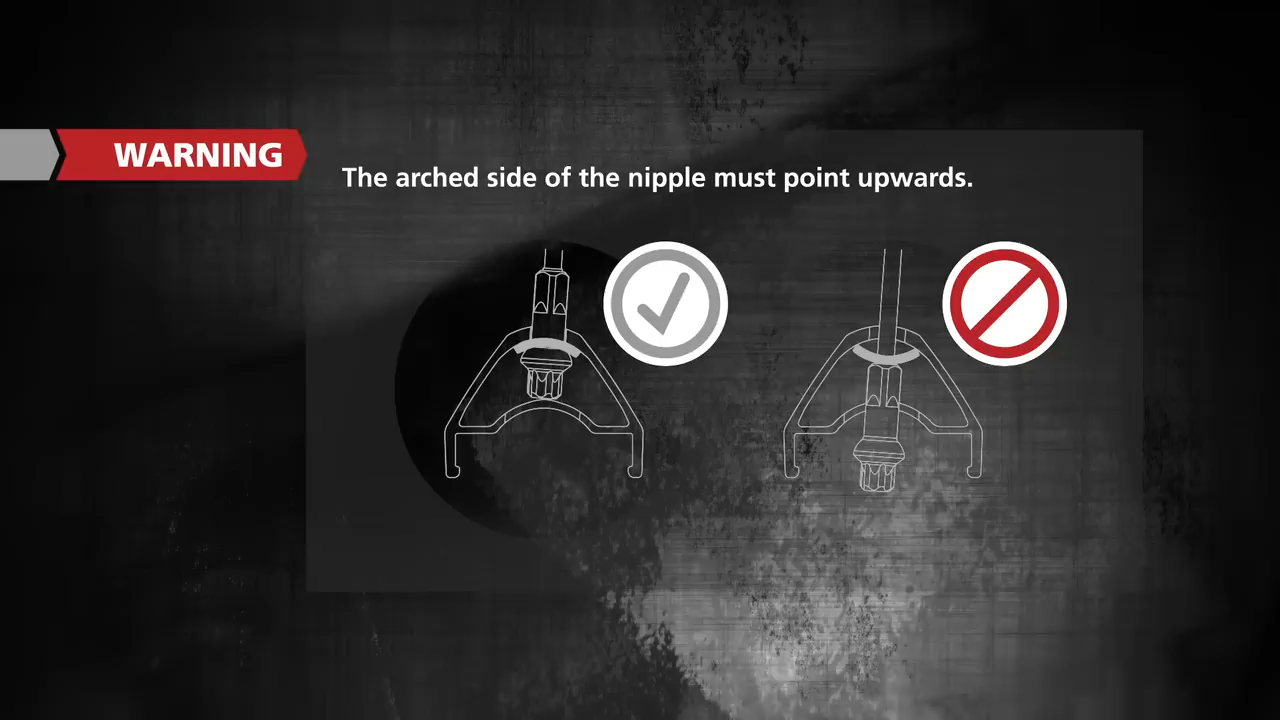 WARNING
The arched side of the nipple must point upwards.